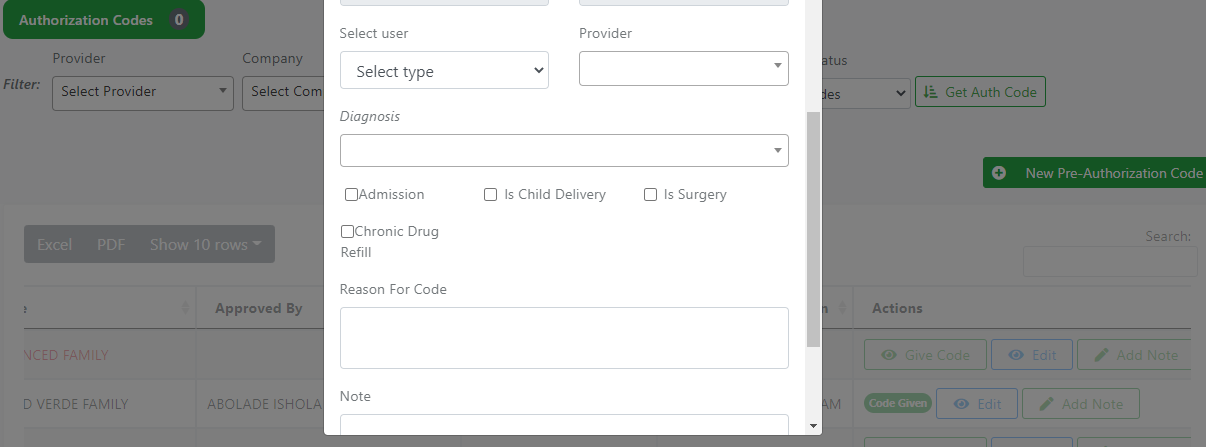 Authorization Codes 0
Provider
Company
Filter:
Select Provider
Select Com
atus
des
Get Auth Code
New Pre-Authorization Code
Select user
Provider
Select type
Diagnosis
Admission
Is Child Delivery
Is Surgery
Chronic Drug
Refill
Reason For Code
Note
Excel PDF Show 10 rows
Search:
Approved By
Actions
NCED FAMILY
Give Code Edit Add Note
D VERDE FAMILY ABOLADE ISHOLA
AM
Code Given Edit Add Note